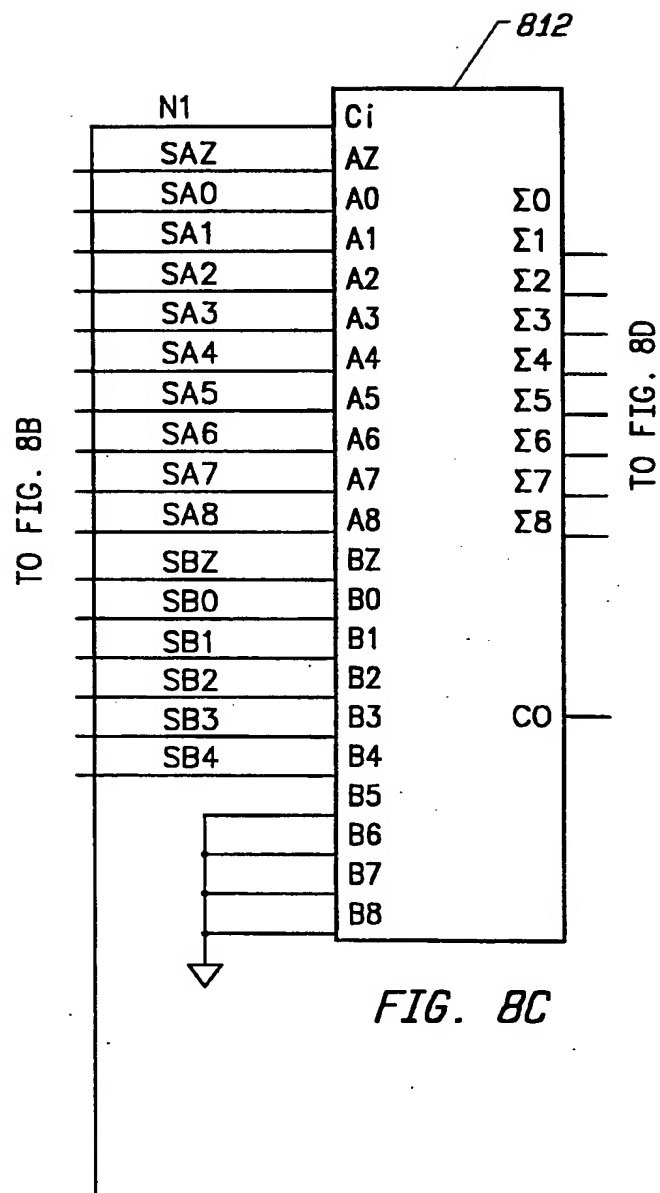 812
N1 Ci
SAZ AZ
SA0 A0 Σ0
SA1 A1 Σ1
SA2 A2 Σ2
SA3 A3 Σ3
SA4 A4 Σ4
SA5 A5 Σ5
SA6 A6 Σ6
SA7 A7 Σ7
SA8 A8 Σ8
SBZ BZ
SB0 B0
SB1 B1
SB2 B2
SB3 B3 CO
SB4 B4
B5
B6
B7
B8
TO FIG. 8B
TO FIG. 8D
FIG. 8C